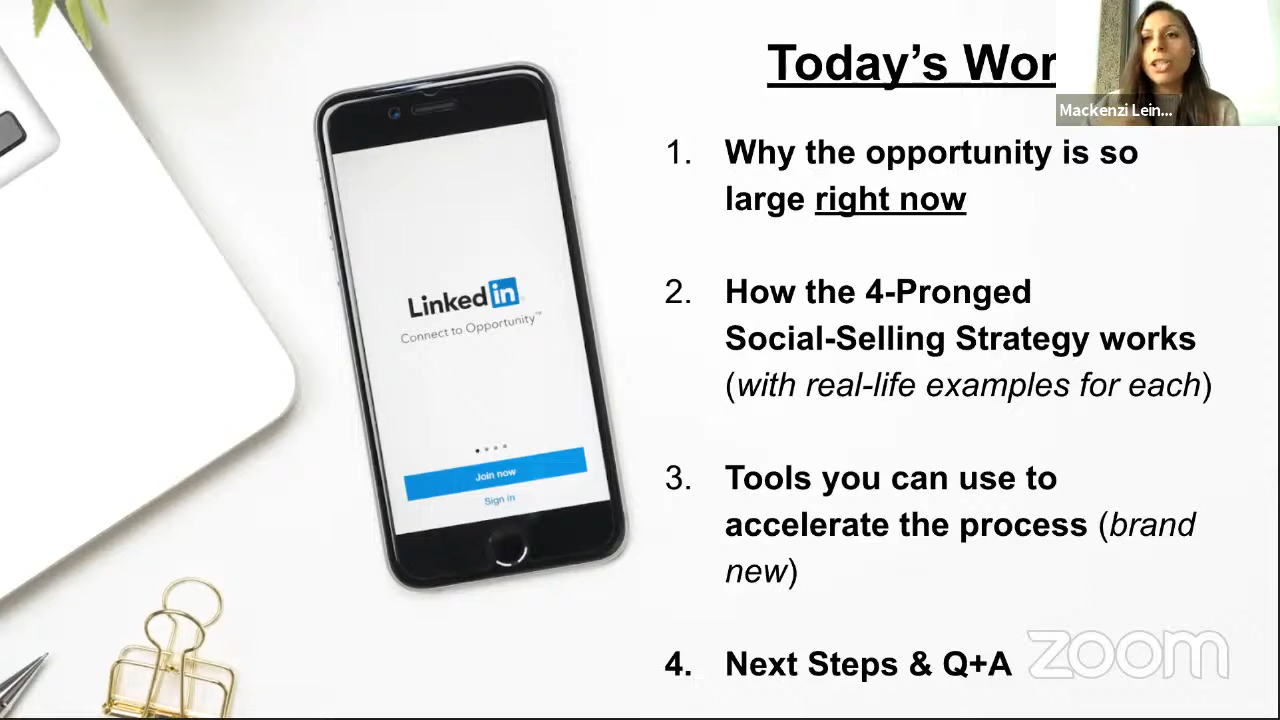 Today's Wor
Mackenzi Lein...
1. Why the opportunity is so
large right now
2. How the 4-Pronged
Social-Selling Strategy works
(with real-life examples for each)
3. Tools you can use to
accelerate the process (brand
new)
4. Next Steps & Q+A
Linked in
Connect to Opportunity™
Join now
Sign in
zoom